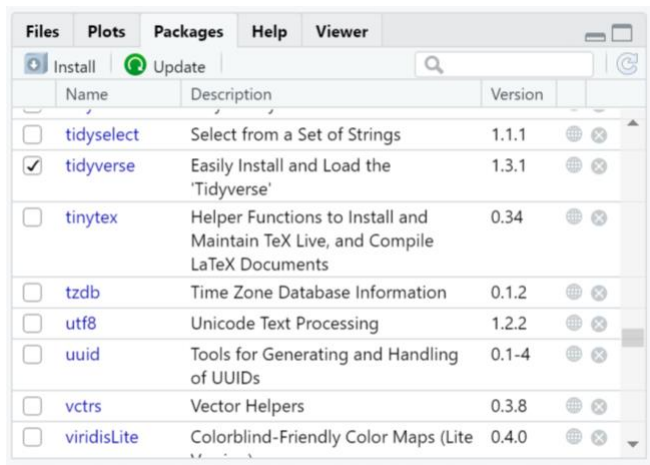 Files Plots Packages Help Viewer
Install Update
Name Description Version
tidyselect Select from a Set of Strings 1.1.1
tidyverse Easily Install and Load the 1.3.1
'Tidyverse'
tinytex Helper Functions to Install and 0.34
Maintain TeX Live, and Compile
LaTeX Documents
tzdb Time Zone Database Information 0.1.2
utf8 Unicode Text Processing 1.2.2
uuid Tools for Generating and Handling 0.1-4
of UUIDs
vctrs Vector Helpers 0.3.8
viridisLite Colorblind-Friendly Color Maps (Lite 0.4.0